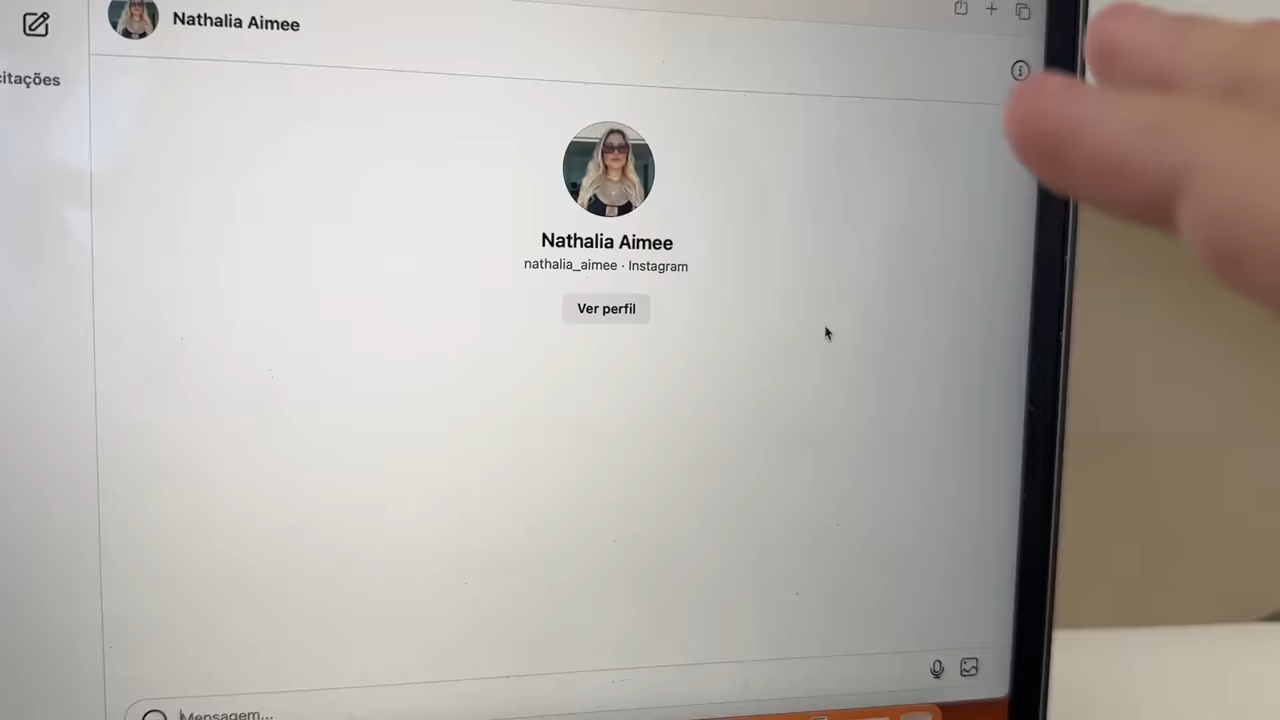 Nathalia Aimee
citações
Nathalia Aimee
nathalia_aimee · Instagram
Ver perfil
Mensagem...